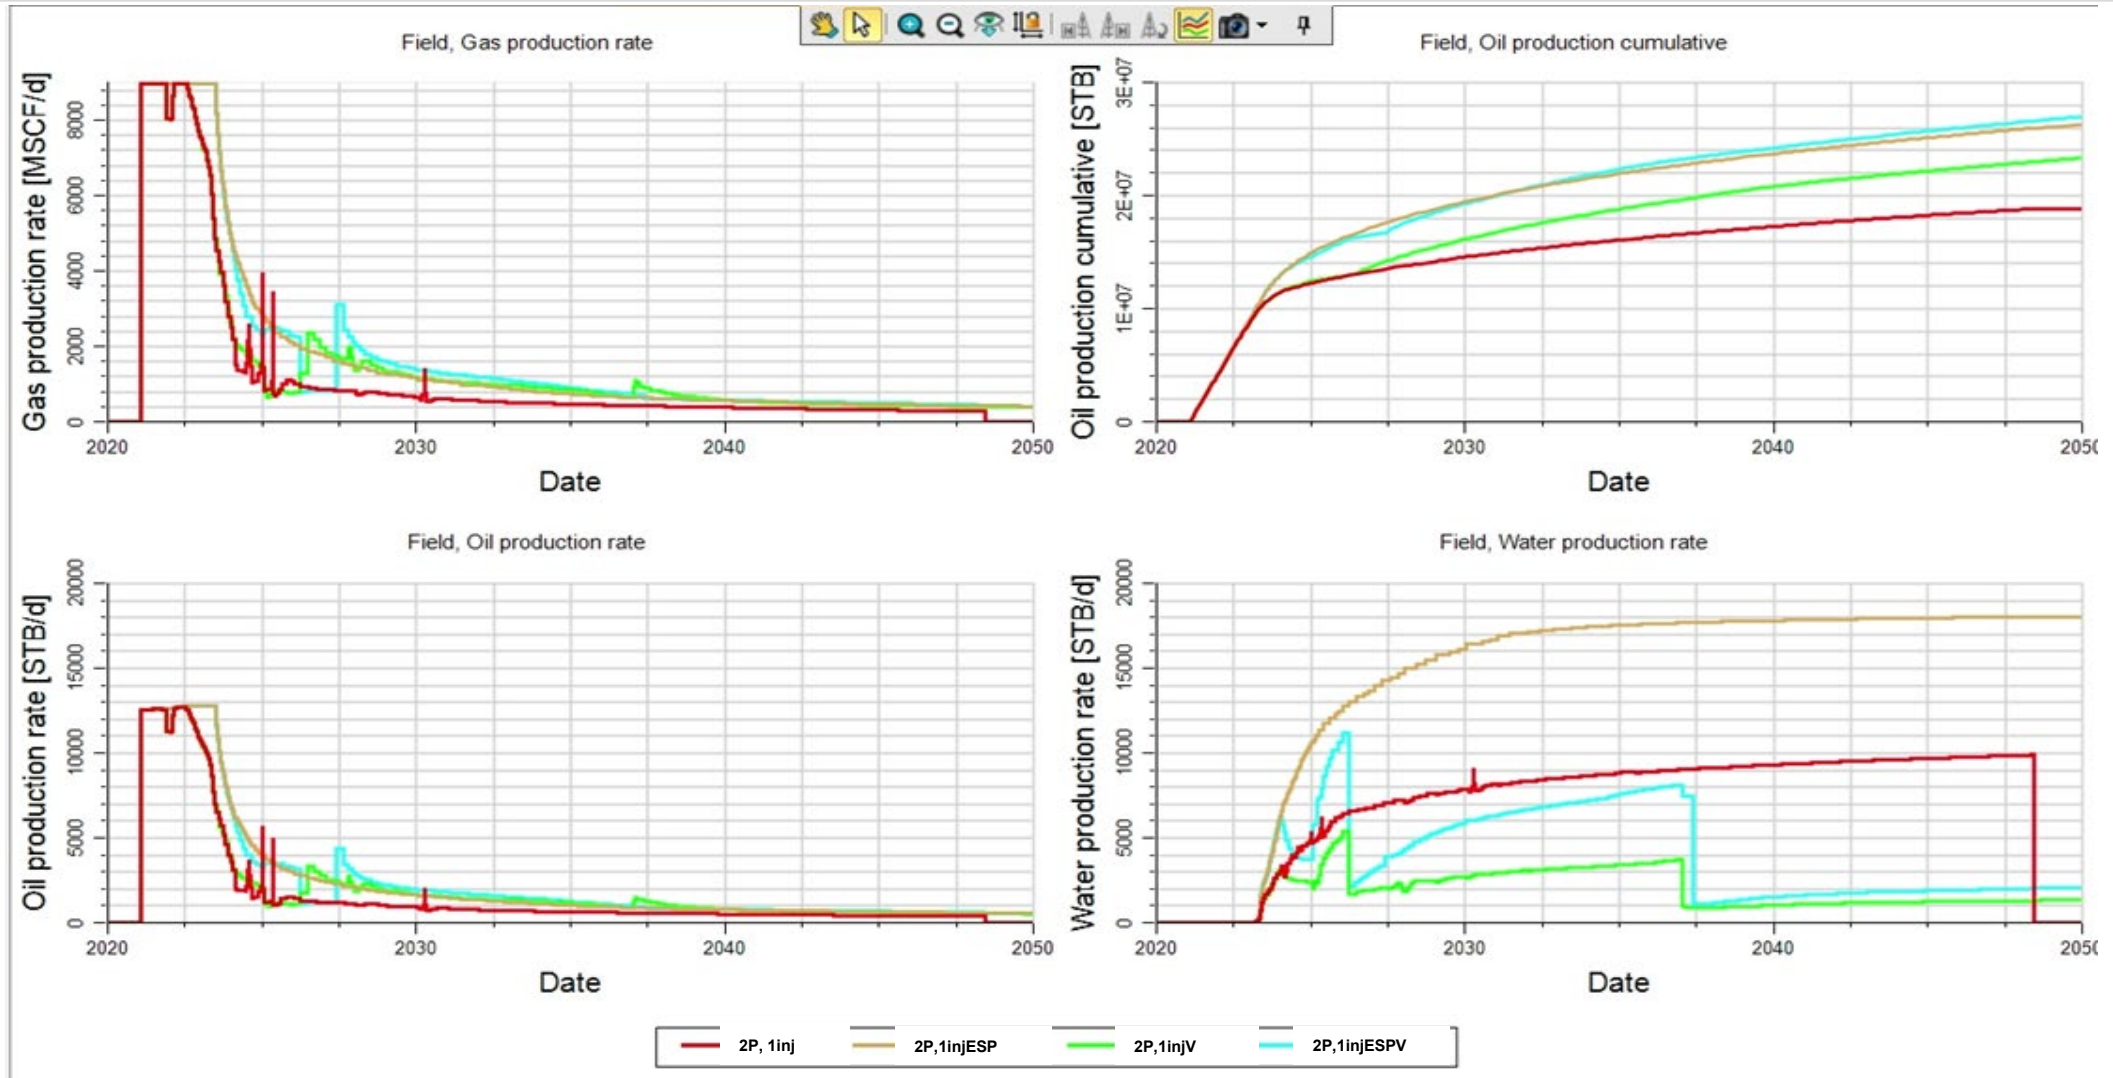 Field, Gas production rate
Gas production rate [MSCF/d]
8000
6000
4000
2000
0
2020 2030 2040 2050
Date
Field, Oil production cumulative
Oil production cumulative [STB]
3E+07
2E+07
1E+07
0
2020 2030 2040 2050
Date
Field, Oil production rate
Oil production rate [STB/d]
20000
15000
10000
5000
0
2020 2030 2040 2050
Date
Field, Water production rate
Water production rate [STB/d]
20000
15000
10000
5000
0
2020 2030 2040 2050
Date
2P, 1inj 2P,1injESP 2P,1injV 2P,1injESPV